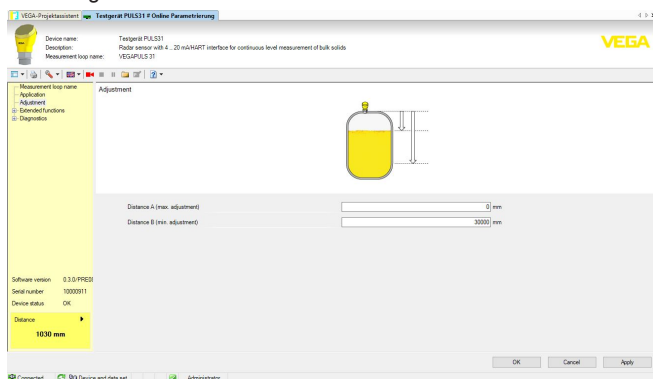 VEGA-Projektassistent
Testgerät PULS31 # Online Parametrierung
Device name: Testgerät PULS31
Description: Radar sensor with 4 .. 20 mA/HART interface for continuous level measurement of bulk solids
Measurement loop name: VEGAPULS 31
VEGA
Measurement loop name
Application
Adjustment
Extended functions
Diagnostics
Adjustment
Distance A (max. adjustment) 0 mm
Distance B (min. adjustment) 30000 mm
Software version 0.3.0/PRE0
Serial number 10000911
Device status OK
Distance
1030 mm
OK Cancel Apply
Connected Device and data set Administrator